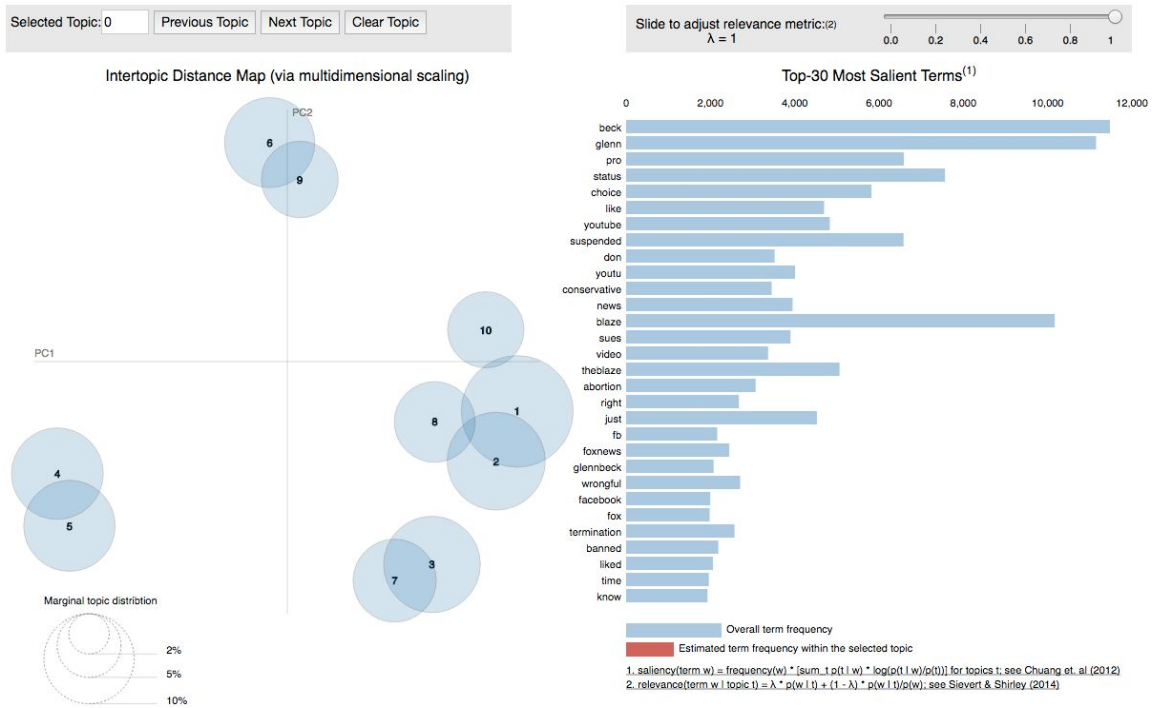 Selected Topic: 0 Previous Topic Next Topic Clear Topic
Slide to adjust relevance metric:(2)
λ = 1
0.0 0.2 0.4 0.6 0.8 1
Intertopic Distance Map (via multidimensional scaling)
PC2
PC1
6
9
10
1
8
2
4
5
3
7
Marginal topic distribtion
2%
5%
10%
Top-30 Most Salient Terms(1)
0 2,000 4,000 6,000 8,000 10,000 12,000
beck
glenn
pro
status
choice
like
youtube
suspended
don
youtu
conservative
news
blaze
sues
video
theblaze
abortion
right
just
fb
foxnews
glennbeck
wrongful
facebook
fox
termination
banned
liked
time
know
Overall term frequency
Estimated term frequency within the selected topic
1. saliency(term w) = frequency(w) * [sum_t p(t | w) * log(p(t | w)/p(t))] for topics t; see Chuang et. al (2012)
2. relevance(term w | topic t) = λ * p(w | t) + (1 - λ) * p(w | t)/p(w); see Sievert & Shirley (2014)